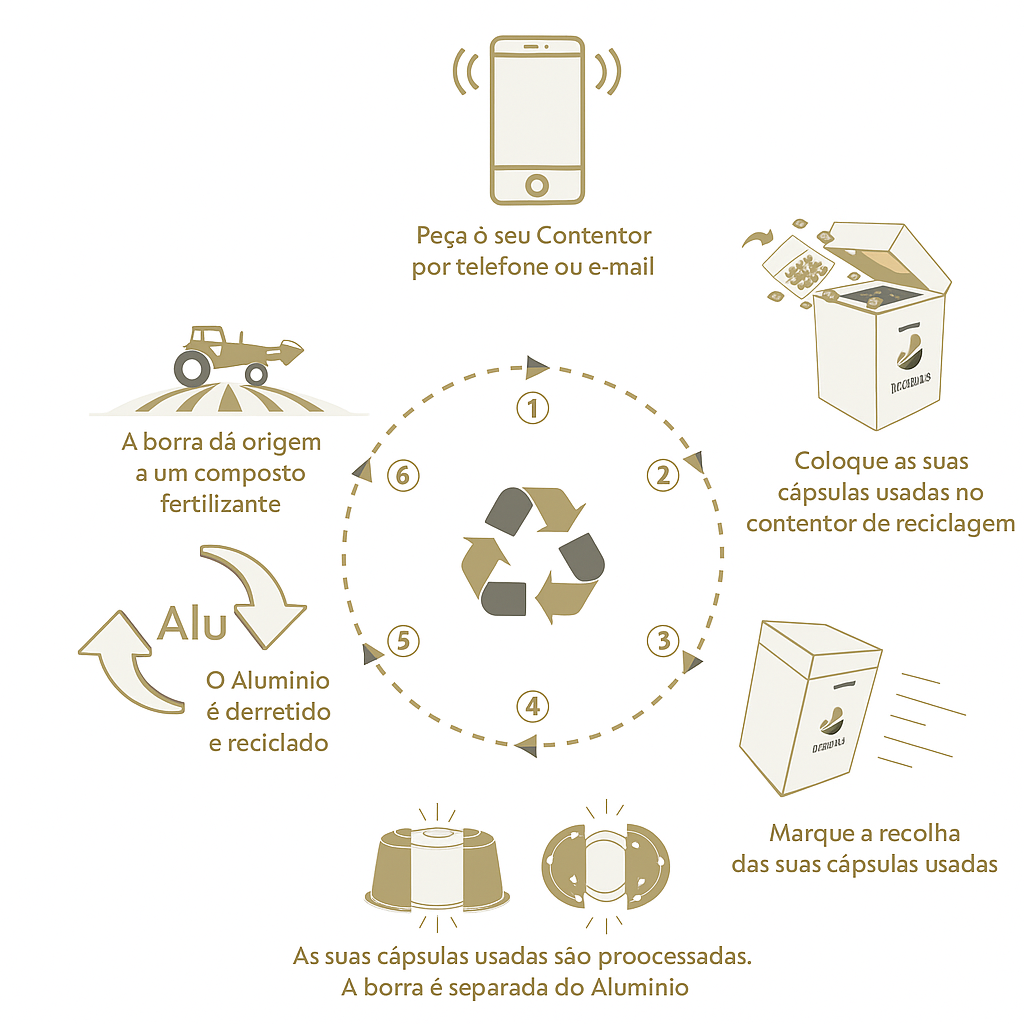 Peça ò seu Contentor
por telefone ou e-mail
1
Coloque as suas
cápsulas usadas no
contentor de reciclagem
2
Marque a recolha
das suas cápsulas usadas
3
As suas cápsulas usadas são proocessadas.
A borra é separada do Aluminio
4
Alu
O Aluminio
é derretido
e reciclado
5
A borra dá origem
a um composto
fertilizante
6